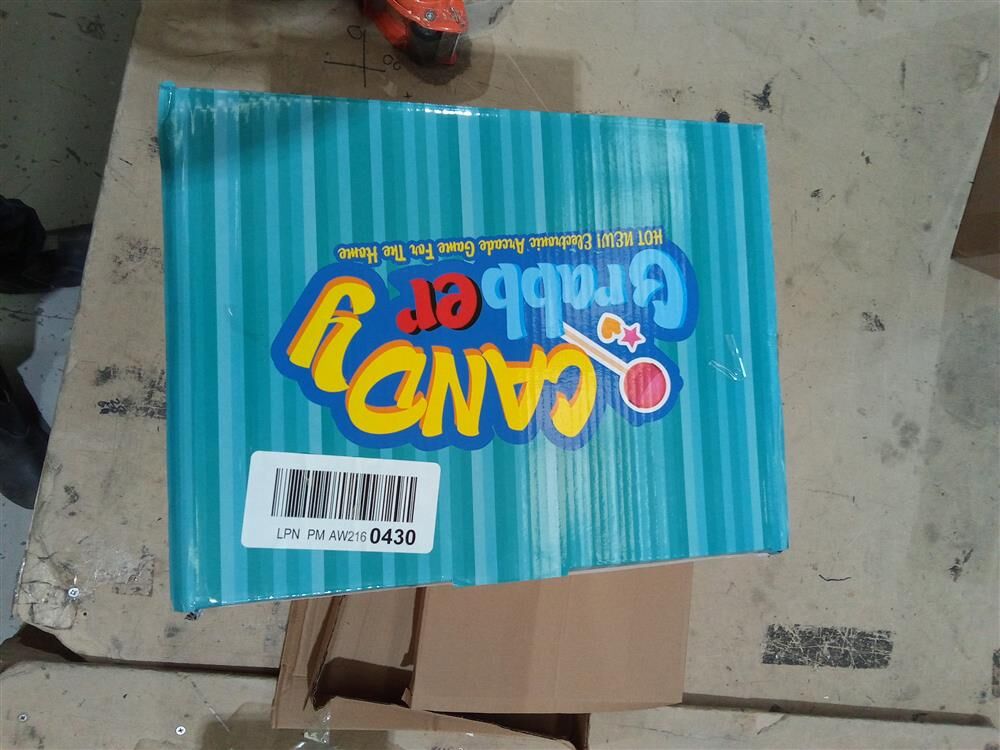 CANDY
Grabber
HOT NEW! Electronic Arcade Game For The Home
LPN PM AW216 0430